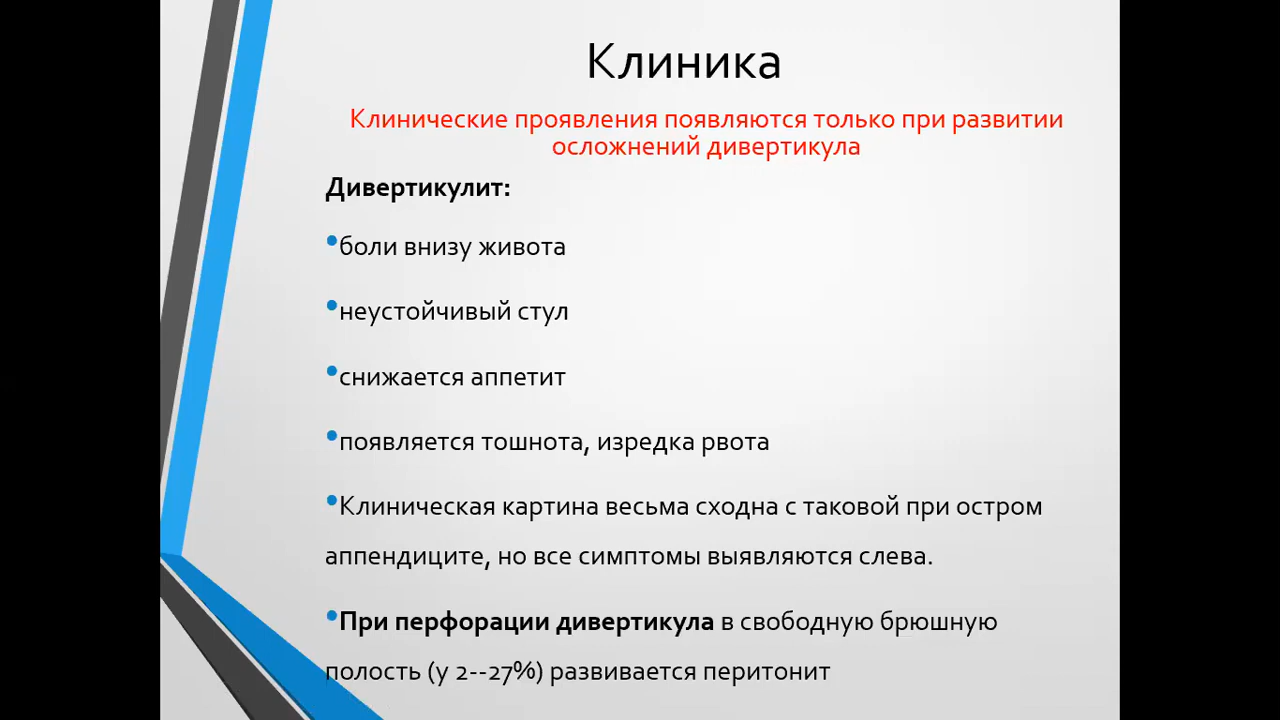 Клиника
Клинические проявления появляются только при развитии
осложнений дивертикула
Дивертикулит:
•боли внизу живота
•неустойчивый стул
•снижается аппетит
•появляется тошнота, изредка рвота
•Клиническая картина весьма сходна с таковой при остром
аппендиците, но все симптомы выявляются слева.
•При перфорации дивертикула в свободную брюшную
полость (у 2--27%) развивается перитонит